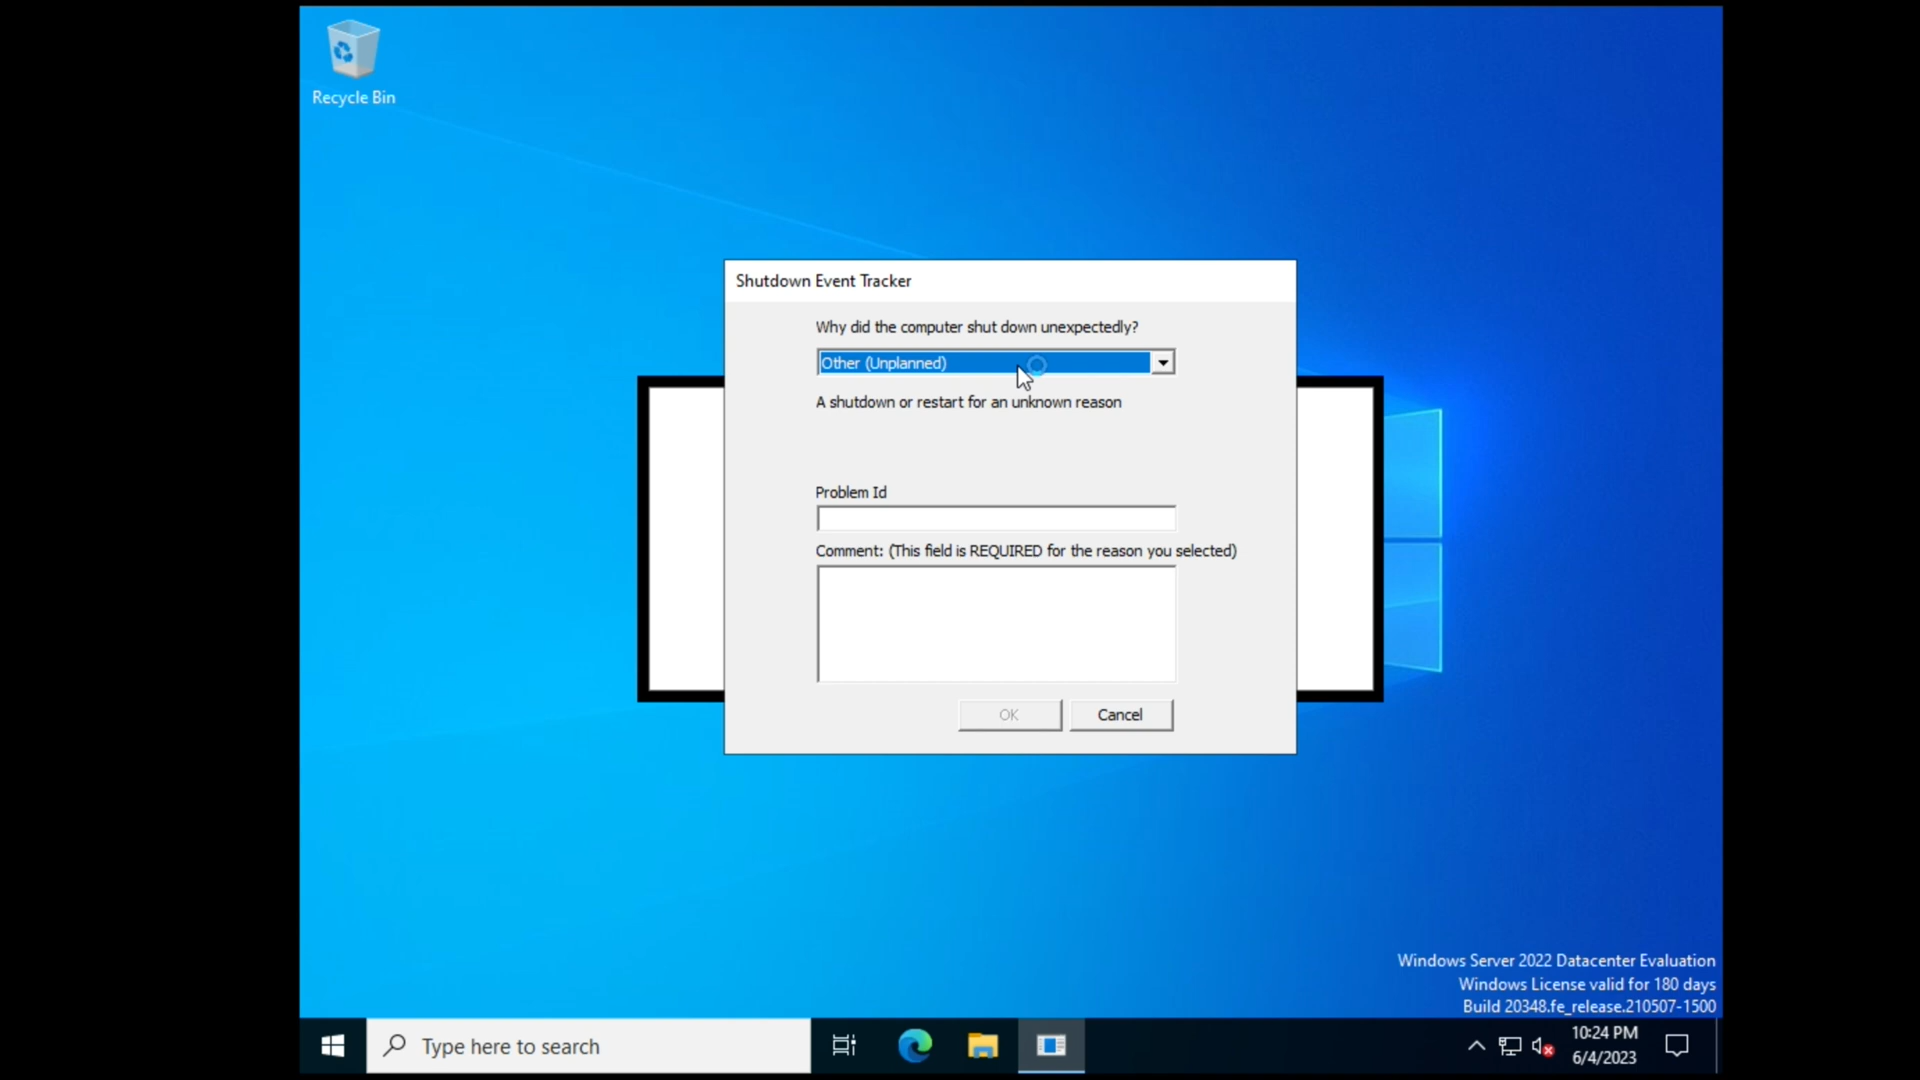 Recycle Bin
Shutdown Event Tracker
Why did the computer shut down unexpectedly?
Other (Unplanned)
A shutdown or restart for an unknown reason
Problem Id
Comment: (This field is REQUIRED for the reason you selected)
OK
Cancel
Windows Server 2022 Datacenter Evaluation
Windows License valid for 180 days
Build 20348.fe_release.210507-1500
Type here to search
10:24 PM
6/4/2023